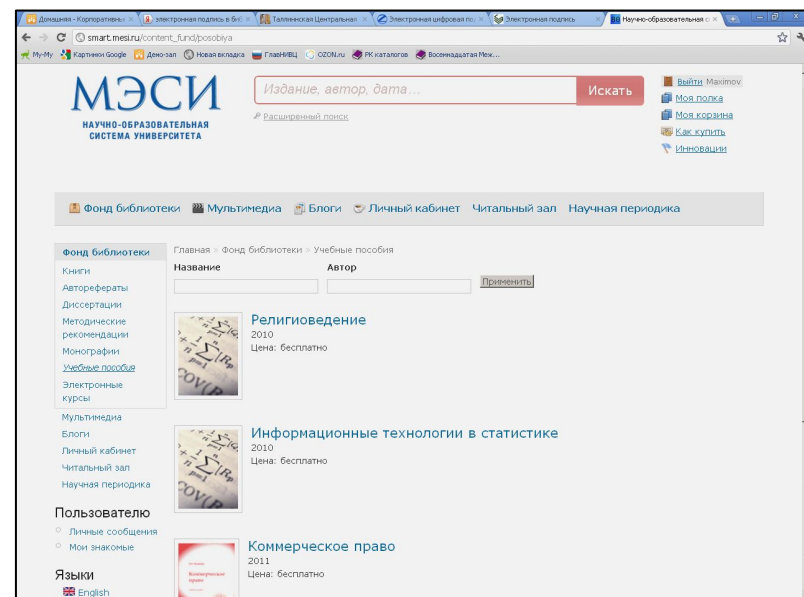 Домашняя - Корпоративны
электронная подпись в биб
Таллиннская Центральная
Электронная цифровая по
Электронная подпись
Научно-образовательная с
smart.mesi.ru/content_fund/posobiya
My-My Картинки Google Демо-зал Новая вкладка ГлавНИВЦ OZON.ru РК каталогов Восемнадцатая Меж...
МЭСИ
НАУЧНО-ОБРАЗОВАТЕЛЬНАЯ
СИСТЕМА УНИВЕРСИТЕТА
Издание, автор, дата...
Искать
Расширенный поиск
Выйти Maximov
Моя полка
Моя корзина
Как купить
Инновации
Фонд библиотеки Мультимедиа Блоги Личный кабинет Читальный зал Научная периодика
Фонд библиотеки
Книги
Авторефераты
Диссертации
Методические
рекомендации
Монографии
Учебные пособия
Электронные
курсы
Мультимедиа
Блоги
Личный кабинет
Читальный зал
Научная периодика
Пользователю
Личные сообщения
Мои знакомые
Языки
English
Главная » Фонд библиотеки » Учебные пособия
Название Автор
Применить
Религиоведение
2010
Цена: бесплатно
Информационные технологии в статистике
2010
Цена: бесплатно
Коммерческое право
2011
Цена: бесплатно